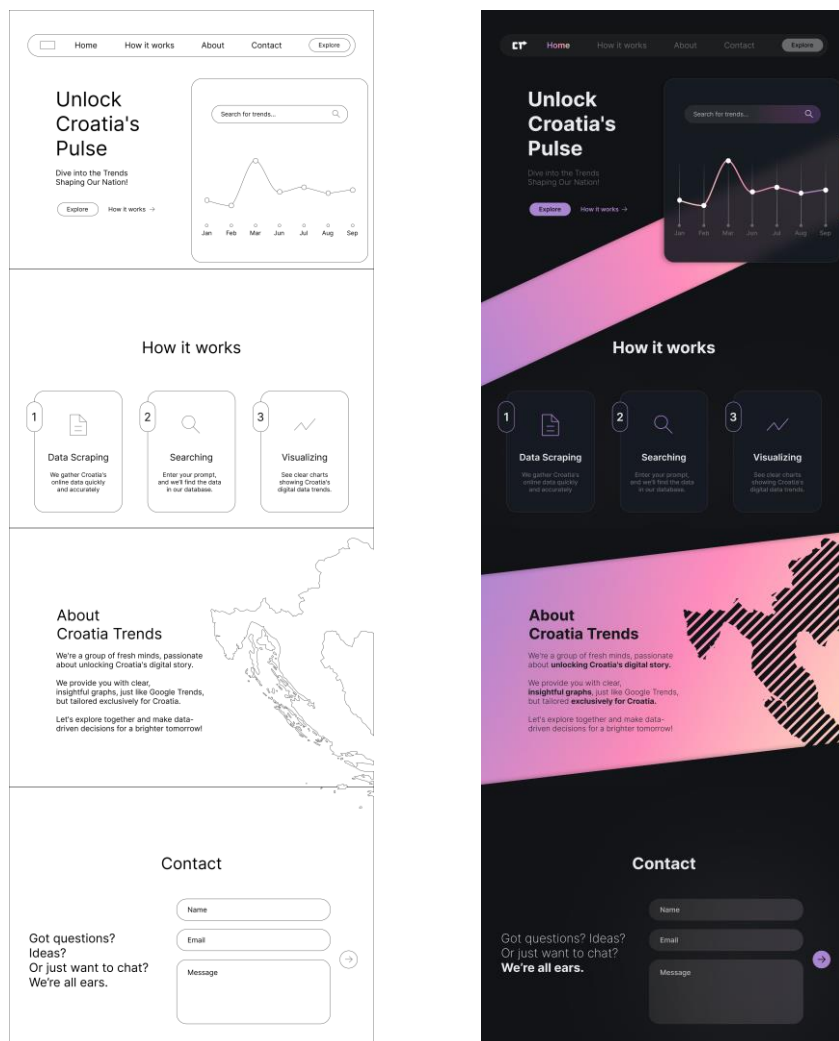 Home How it works About Contact Explore
Unlock
Croatia's
Pulse
Dive into the Trends
Shaping Our Nation!
Explore How it works →
Search for trends...
Jan Feb Mar Jun Jul Aug Sep
How it works
1
Data Scraping
We gather Croatia's
online data quickly
and accurately
2
Searching
Enter your prompt,
and we'll find the data
in our database.
3
Visualizing
See clear charts
showing Croatia's
digital data trends.
About
Croatia Trends
We're a group of fresh minds, passionate
about unlocking Croatia's digital story.
We provide you with clear,
insightful graphs, just like Google Trends,
but tailored exclusively for Croatia.
Let's explore together and make data-
driven decisions for a brighter tomorrow!
Contact
Got questions?
Ideas?
Or just want to chat?
We're all ears.
Name
Email
Message
CT Home How it works About Contact Explore
Unlock
Croatia's
Pulse
Dive into the Trends
Shaping Our Nation!
Explore How it works →
Search for trends...
Jan Feb Mar Jun Jul Aug Sep
How it works
1
Data Scraping
We gather Croatia's
online data quickly
and accurately
2
Searching
Enter your prompt,
and we'll find the data
in our database.
3
Visualizing
See clear charts
showing Croatia's
digital data trends.
About
Croatia Trends
We're a group of fresh minds, passionate
about unlocking Croatia's digital story.
We provide you with clear,
insightful graphs, just like Google Trends,
but tailored exclusively for Croatia.
Let's explore together and make data-
driven decisions for a brighter tomorrow!
Contact
Got questions? Ideas?
Or just want to chat?
We're all ears.
Name
Email
Message